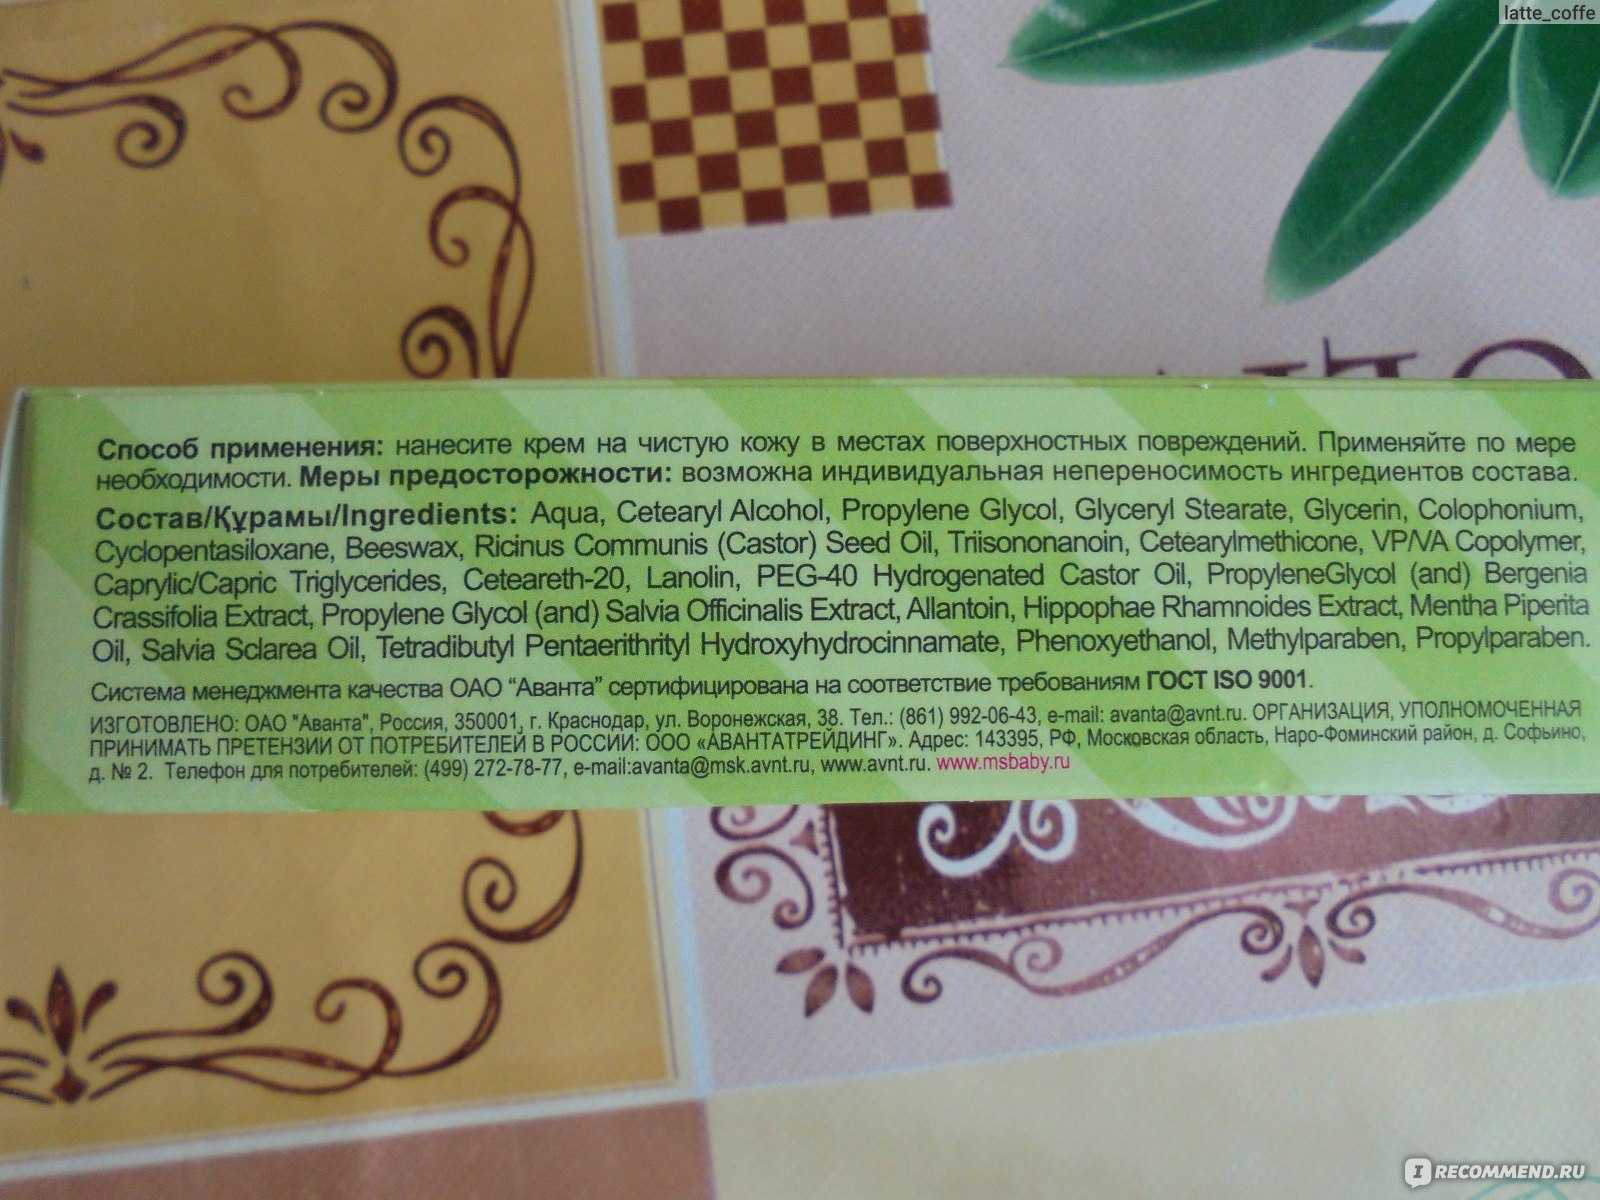 latte_coffe
Способ применения: нанесите крем на чистую кожу в местах поверхностных повреждений. Применяйте по мере
необходимости. Меры предосторожности: возможна индивидуальная непереносимость ингредиентов состава.
Состав/Құрамы/Ingredients: Aqua, Cetearyl Alcohol, Propylene Glycol, Glyceryl Stearate, Glycerin, Colophonium,
Cyclopentasiloxane, Beeswax, Ricinus Communis (Castor) Seed Oil, Triisononanoin, Cetearylmethicone, VP/VA Copolymer,
Caprylic/Capric Triglycerides, Ceteareth-20, Lanolin, PEG-40 Hydrogenated Castor Oil, PropyleneGlycol (and) Bergenia
Crassifolia Extract, Propylene Glycol (and) Salvia Officinalis Extract, Allantoin, Hippophae Rhamnoides Extract, Mentha Piperita
Oil, Salvia Sclarea Oil, Tetradibutyl Pentaerithrityl Hydroxyhydrocinnamate, Phenoxyethanol, Methylparaben, Propylparaben.
Система менеджмента качества ОАО "Аванта" сертифицирована на соответствие требованиям ГОСТ ISO 9001.
ИЗГОТОВЛЕНО: ОАО "Аванта", Россия, 350001, г. Краснодар, ул. Воронежская, 38. Тел.: (861) 992-06-43, e-mail: avanta@avnt.ru. ОРГАНИЗАЦИЯ, УПОЛНОМОЧЕННАЯ
ПРИНИМАТЬ ПРЕТЕНЗИИ ОТ ПОТРЕБИТЕЛЕЙ В РОССИИ: ООО «АВАНТАТРЕЙДИНГ». Адрес: 143395, РФ, Московская область, Наро-Фоминский район, д. Софьино,
д. № 2. Телефон для потребителей: (499) 272-78-77, e-mail:avanta@msk.avnt.ru, www.avnt.ru. www.msbaby.ru
IRECOMMEND.RU